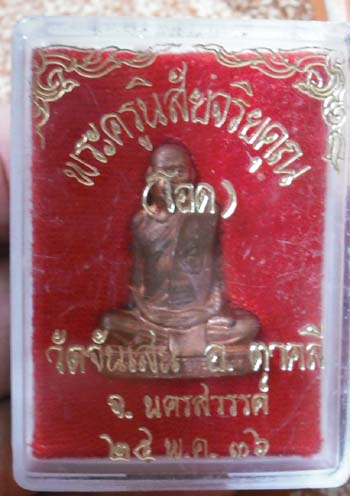 พระครูนิสัยจริยคุณ
(โอด)
วัดจันเสน อ. ตาคลี
จ. นครสวรรค์
๒๕ พ.ค. ๓๖